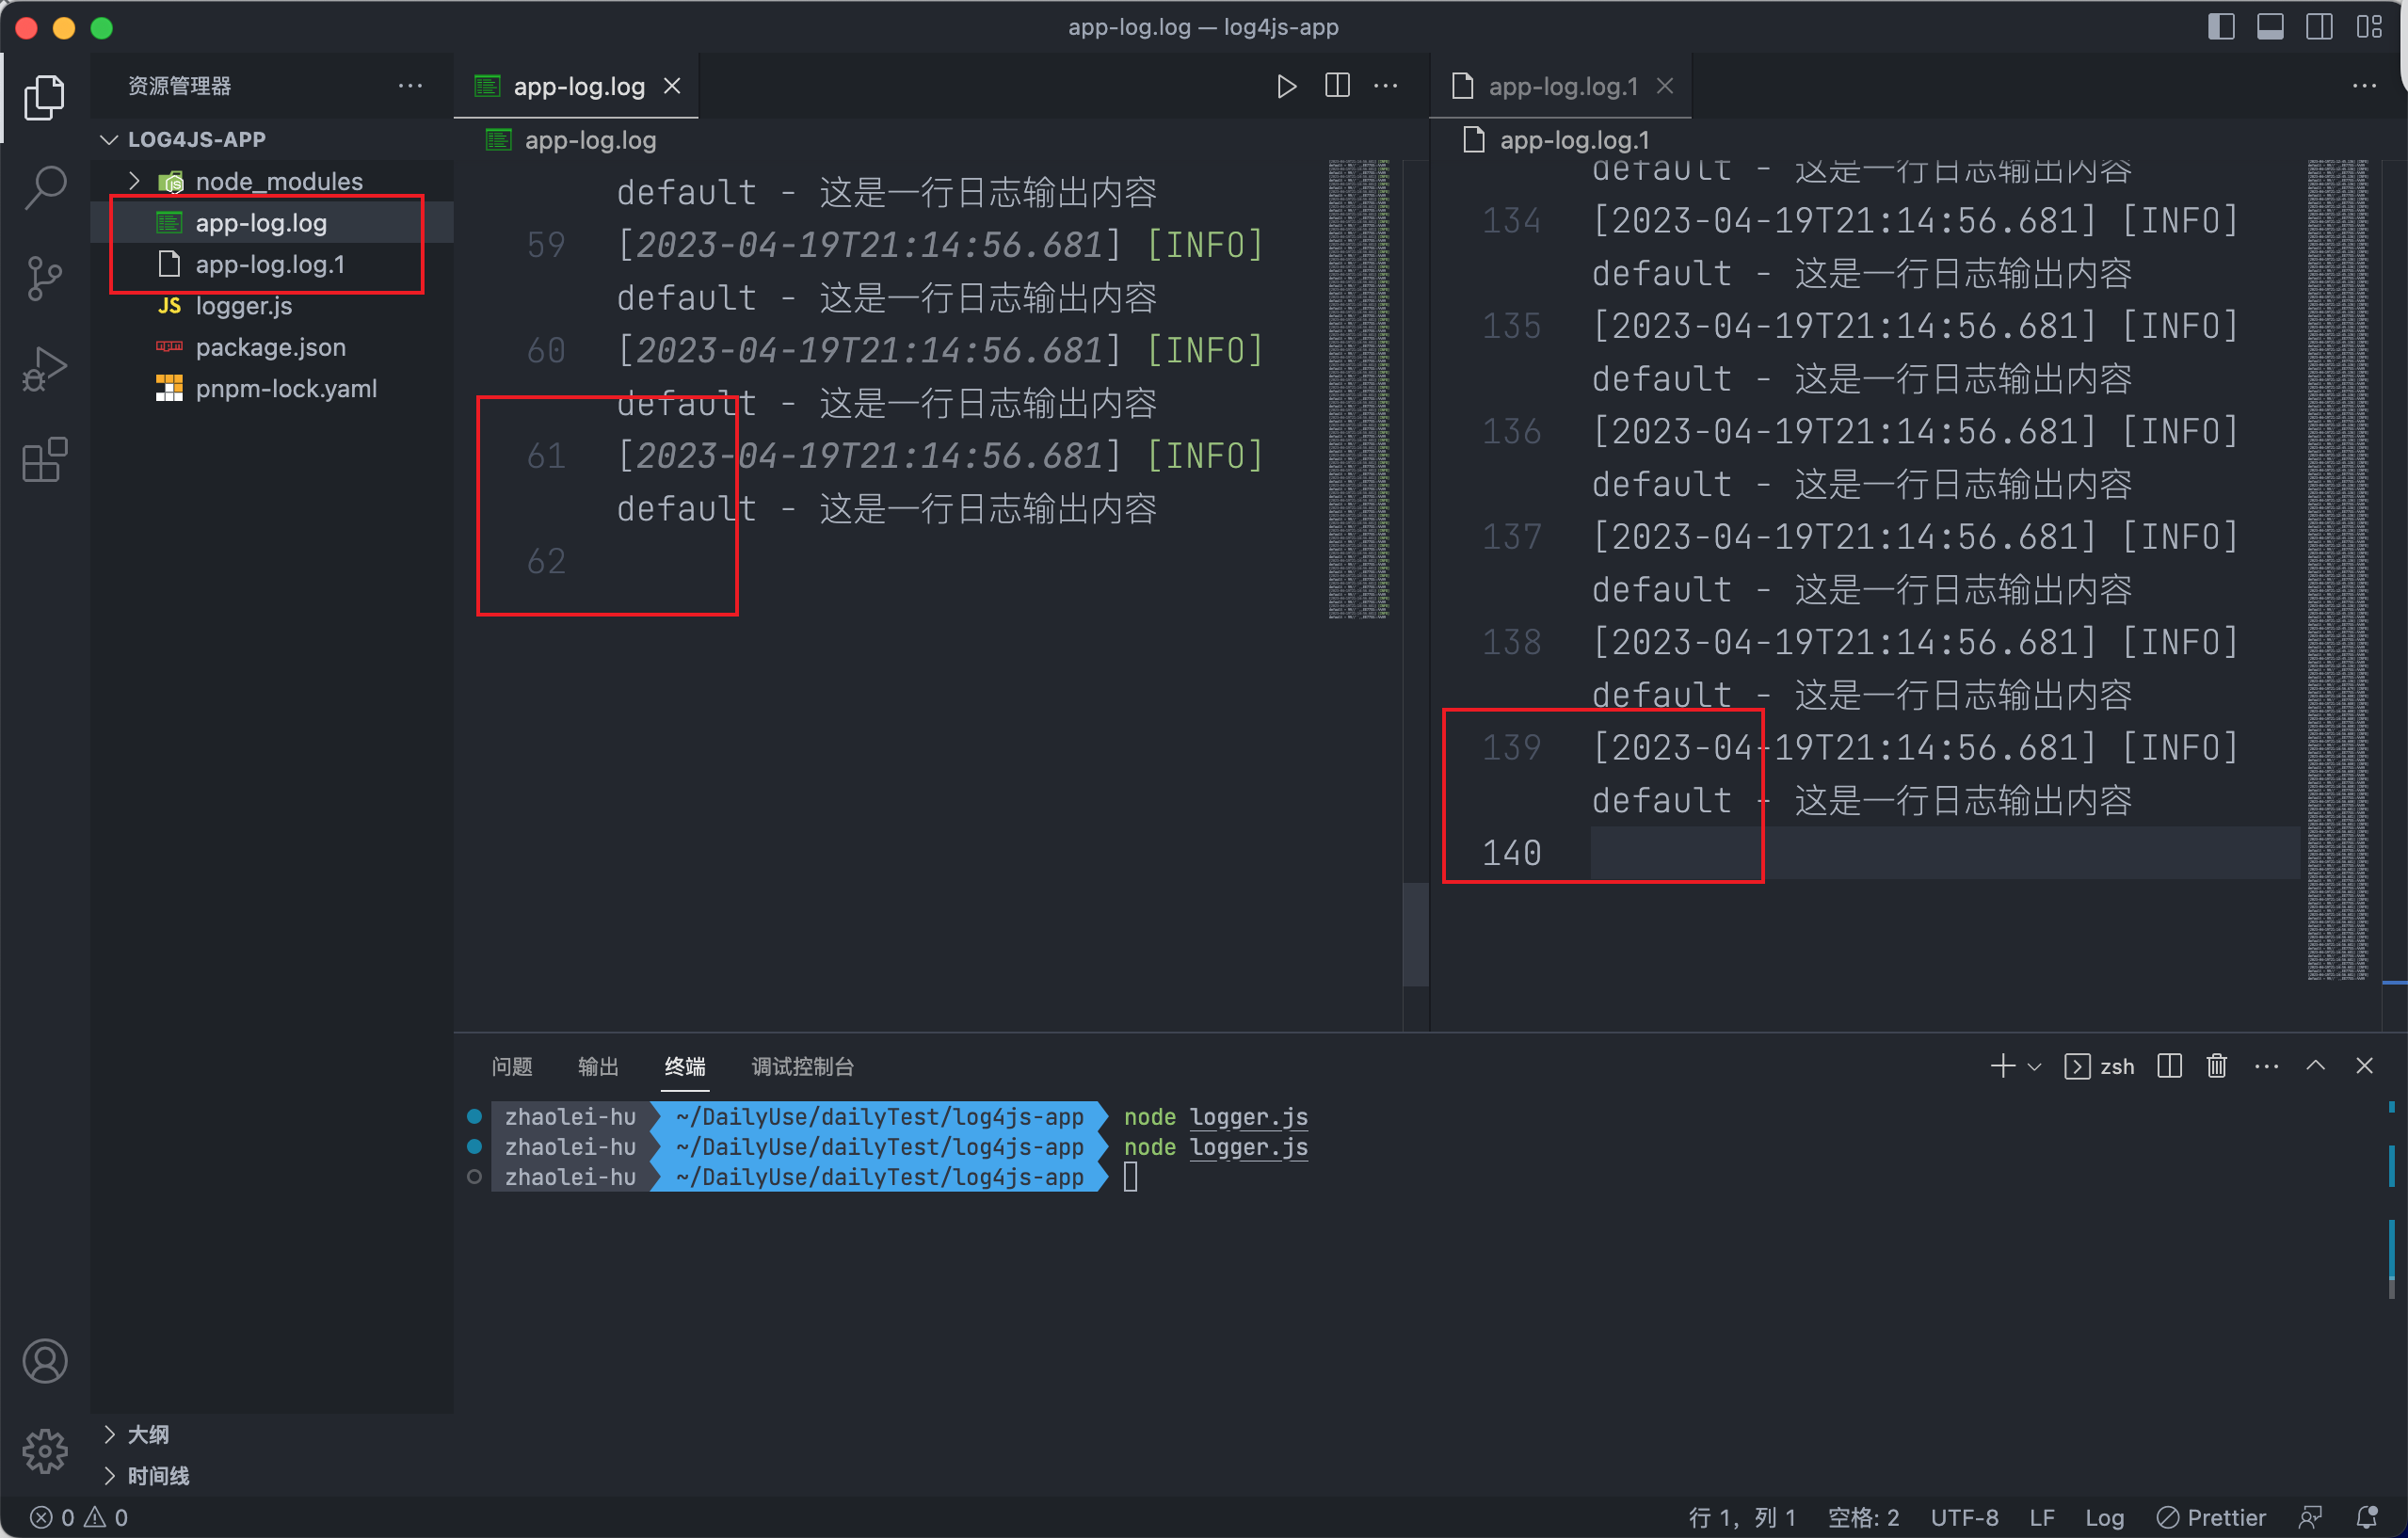 app-log.log — log4js-app
资源管理器
LOG4JS-APP
node_modules
app-log.log
app-log.log.1
logger.js
package.json
pnpm-lock.yaml
大纲
时间线
app-log.log
app-log.log
default - 这是一行日志输出内容
59 [2023-04-19T21:14:56.681] [INFO]
default - 这是一行日志输出内容
60 [2023-04-19T21:14:56.681] [INFO]
default - 这是一行日志输出内容
61 [2023-04-19T21:14:56.681] [INFO]
default - 这是一行日志输出内容
62
app-log.log.1
app-log.log.1
default - 这是一行日志输出内容
134 [2023-04-19T21:14:56.681] [INFO]
default - 这是一行日志输出内容
135 [2023-04-19T21:14:56.681] [INFO]
default - 这是一行日志输出内容
136 [2023-04-19T21:14:56.681] [INFO]
default - 这是一行日志输出内容
137 [2023-04-19T21:14:56.681] [INFO]
default - 这是一行日志输出内容
138 [2023-04-19T21:14:56.681] [INFO]
default - 这是一行日志输出内容
139 [2023-04-19T21:14:56.681] [INFO]
default - 这是一行日志输出内容
140
问题 输出 终端 调试控制台 zsh
zhaolei-hu ~/DailyUse/dailyTest/log4js-app node logger.js
zhaolei-hu ~/DailyUse/dailyTest/log4js-app node logger.js
zhaolei-hu ~/DailyUse/dailyTest/log4js-app
0 0 行 1, 列 1 空格: 2 UTF-8 LF Log Prettier